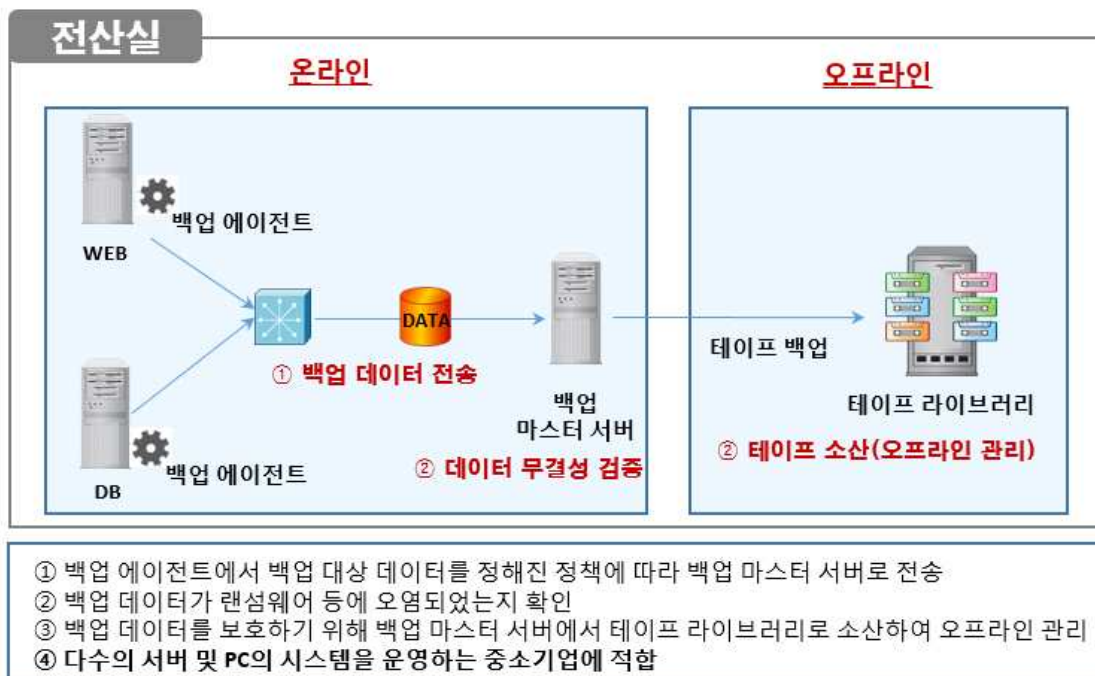 전산실
온라인
오프라인
백업 에이전트
WEB
DATA
① 백업 데이터 전송
백업
마스터 서버
테이프 백업
테이프 라이브러리
② 데이터 무결성 검증
② 테이프 소산(오프라인 관리)
백업 에이전트
DB
① 백업 에이전트에서 백업 대상 데이터를 정해진 정책에 따라 백업 마스터 서버로 전송
② 백업 데이터가 랜섬웨어 등에 오염되었는지 확인
③ 백업 데이터를 보호하기 위해 백업 마스터 서버에서 테이프 라이브러리로 소산하여 오프라인 관리
④ 다수의 서버 및 PC의 시스템을 운영하는 중소기업에 적합